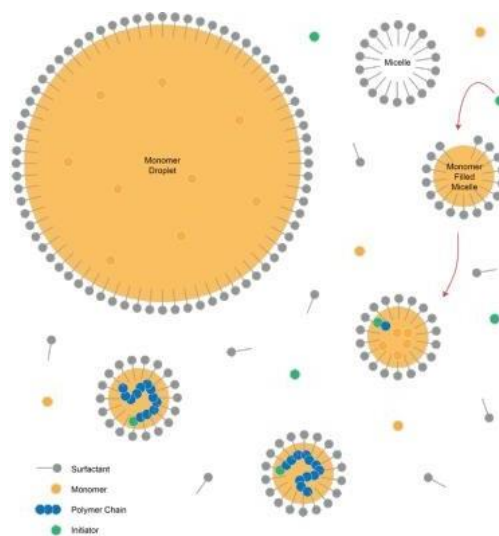 Micelle
Monomer
Droplet
Monomer
Filled
Micelle
Surfactant
Monomer
Polymer Chain
Initiator